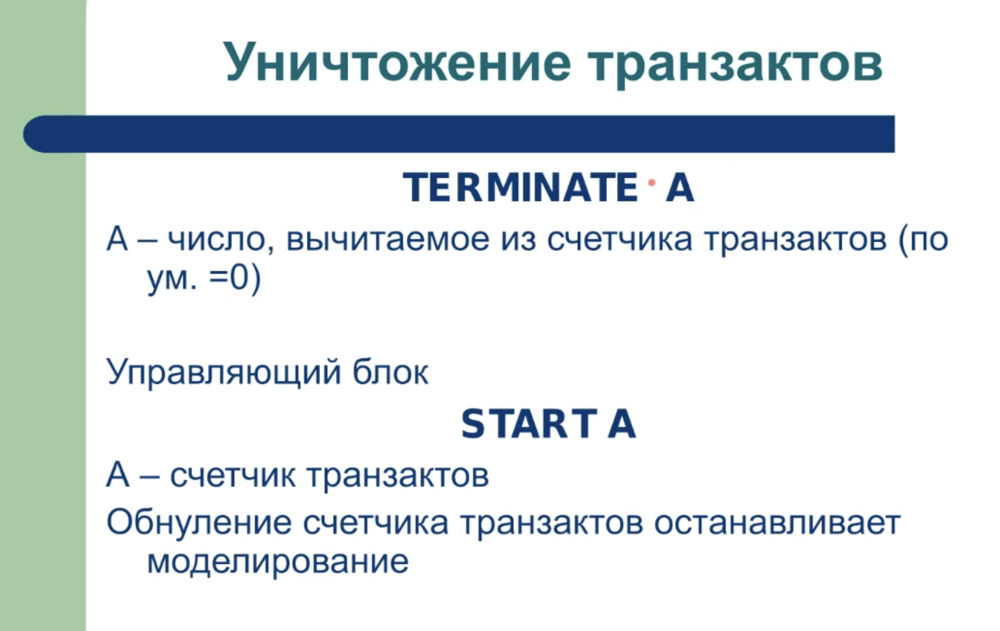 Уничтожение транзактов
TERMINATE A
А – число, вычитаемое из счетчика транзактов (по
ум. =0)
Управляющий блок
START A
А – счетчик транзактов
Обнуление счетчика транзактов останавливает
моделирование